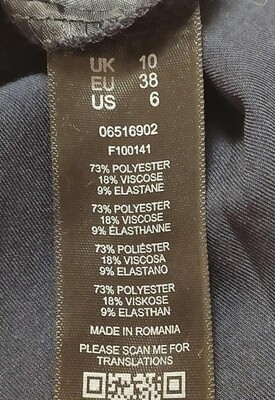 UK 10
EU 38
US 6
06516902
F100141
73% POLYESTER
18% VISCOSE
9% ELASTANE
73% POLYESTER
18% VISCOSE
9% ÉLASTHANNE
73% POLIÉSTER
18% VISCOSA
9% ELASTANO
73% POLYESTER
18% VISKOSE
9% ELASTHAN
MADE IN ROMANIA
PLEASE SCAN ME FOR
TRANSLATIONS